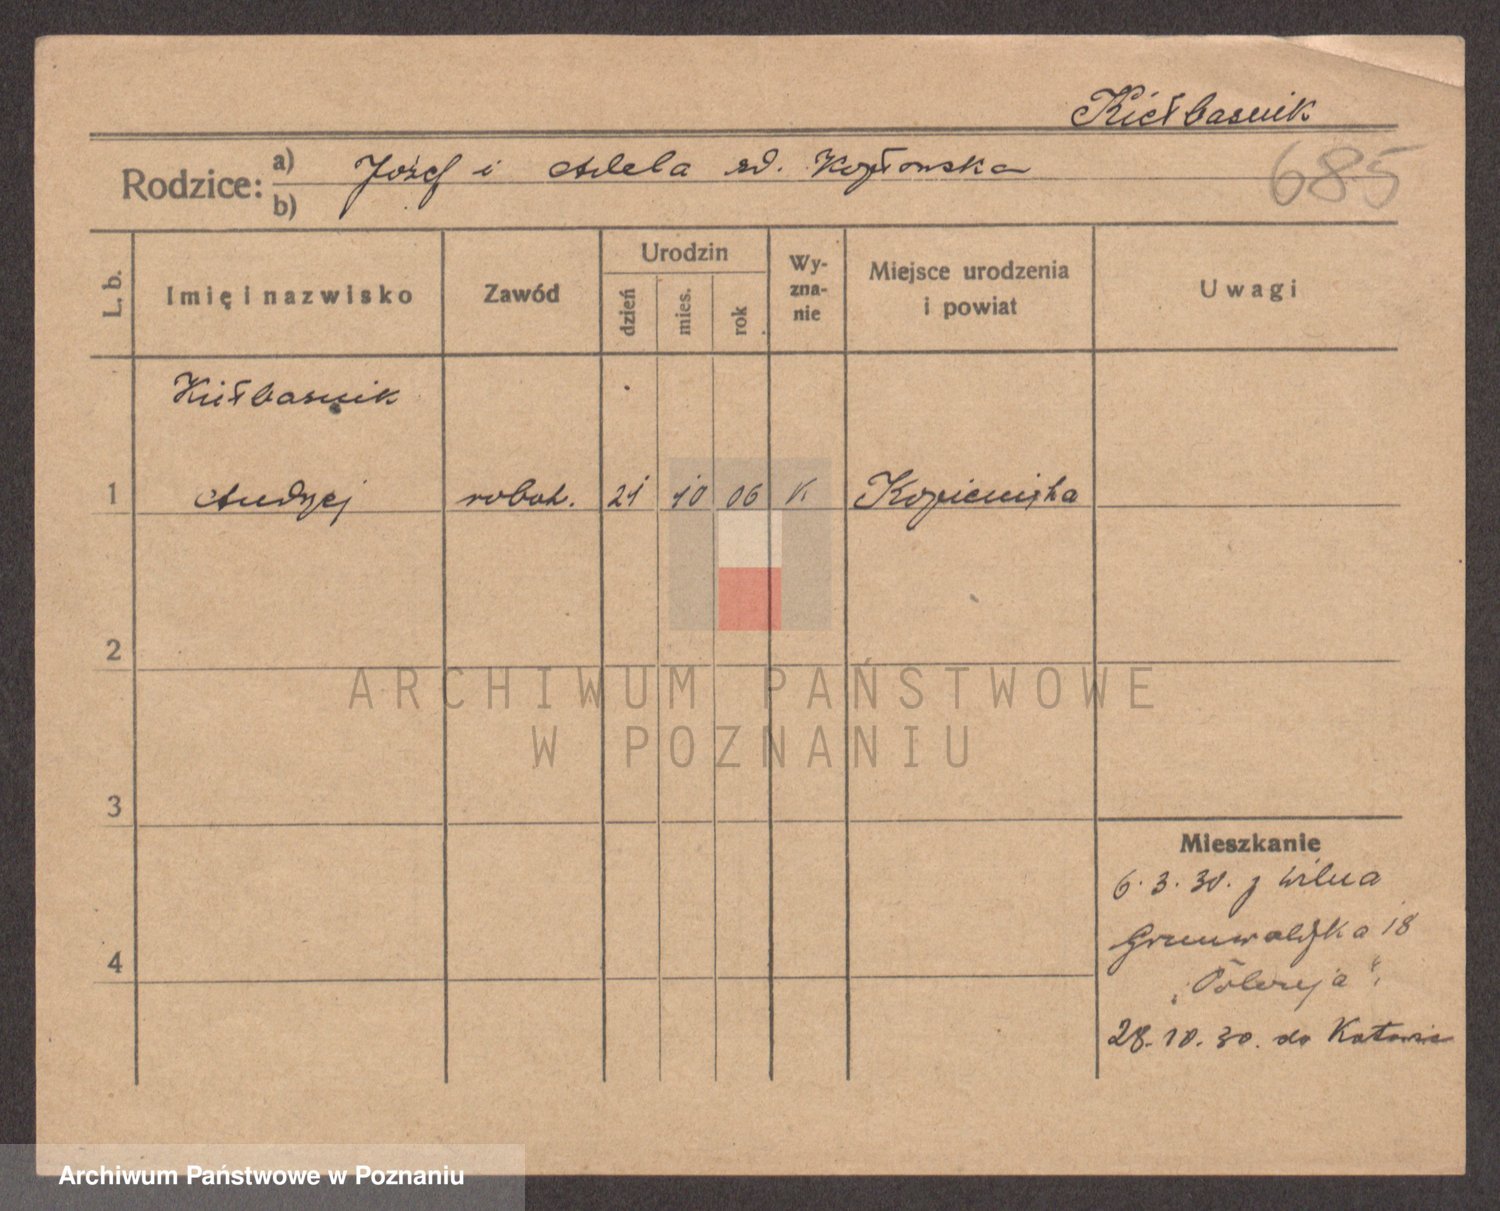 Kiełbasnik
Rodzice: a) b) Józef i Adela zd. Kozłowska
685
L. b. Imię i nazwisko Zawód Urodzin dzień mies. rok Wy-zna-nie Miejsce urodzenia i powiat Uwagi
Kiełbasnik
1 Andrzej robot. 21 10 06 K
2
ARCHIWUM PAŃSTWOWE
W POZNANIU
3
Mieszkanie
6.3.30. z Wilna
4 Grunwaldzka 18
28.10.30. do Katowic
Archiwum Państwowe w Poznaniu